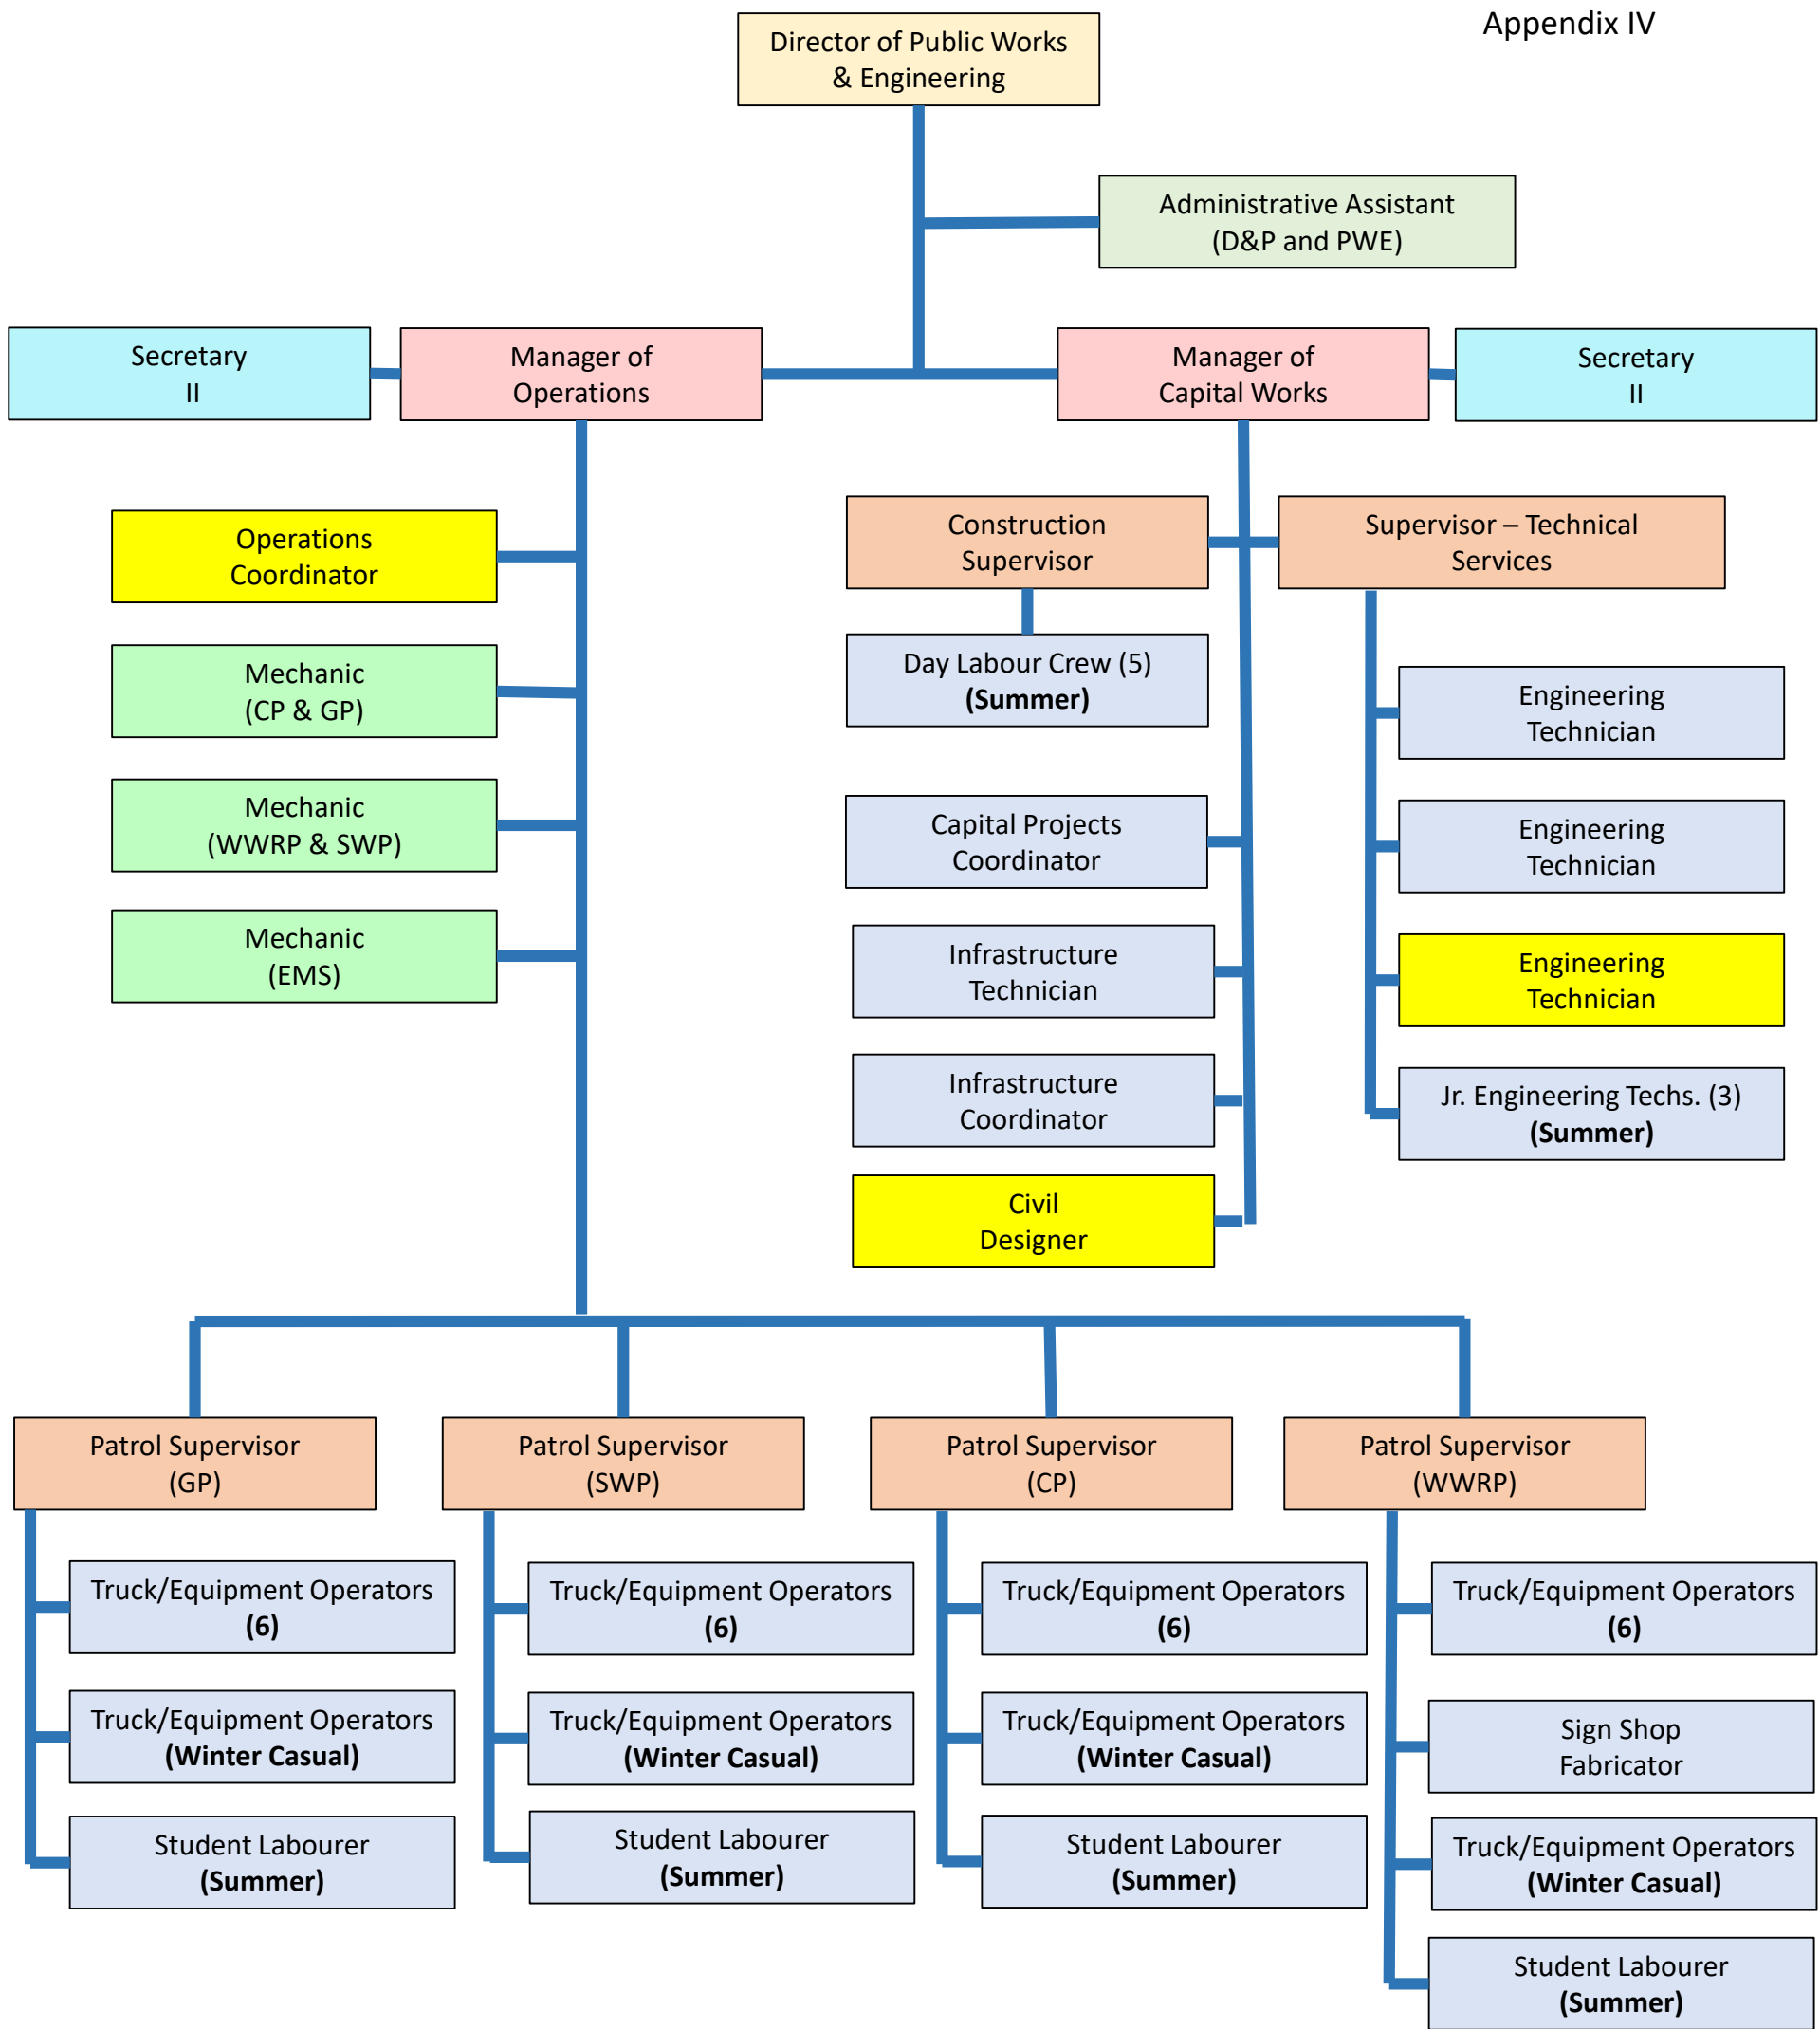 Appendix IV
Director of Public Works
& Engineering
Administrative Assistant
(D&P and PWE)
Secretary
II
Manager of
Operations
Manager of
Capital Works
Secretary
II
Operations
Coordinator
Mechanic
(CP & GP)
Mechanic
(WWRP & SWP)
Mechanic
(EMS)
Construction
Supervisor
Day Labour Crew (5)
(Summer)
Capital Projects
Coordinator
Infrastructure
Technician
Infrastructure
Coordinator
Civil
Designer
Supervisor – Technical
Services
Engineering
Technician
Engineering
Technician
Engineering
Technician
Jr. Engineering Techs. (3)
(Summer)
Patrol Supervisor
(GP)
Truck/Equipment Operators
(6)
Truck/Equipment Operators
(Winter Casual)
Student Labourer
(Summer)
Patrol Supervisor
(SWP)
Truck/Equipment Operators
(6)
Truck/Equipment Operators
(Winter Casual)
Student Labourer
(Summer)
Patrol Supervisor
(CP)
Truck/Equipment Operators
(6)
Truck/Equipment Operators
(Winter Casual)
Student Labourer
(Summer)
Patrol Supervisor
(WWRP)
Truck/Equipment Operators
(6)
Sign Shop
Fabricator
Truck/Equipment Operators
(Winter Casual)
Student Labourer
(Summer)